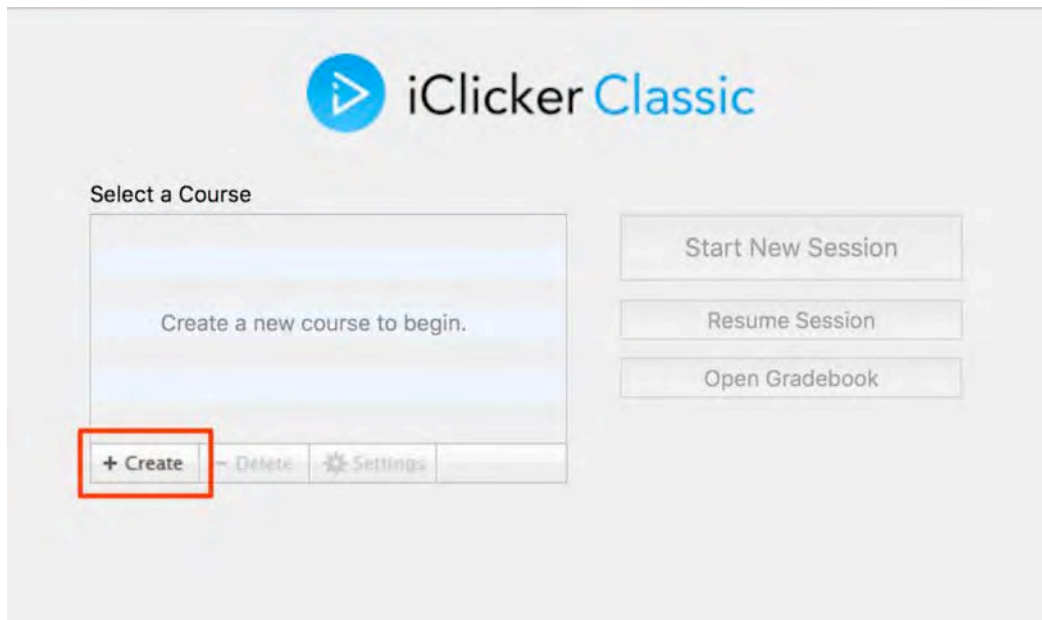 iClicker Classic
Select a Course
Create a new course to begin.
+ Create
- Delete
Settings
Start New Session
Resume Session
Open Gradebook